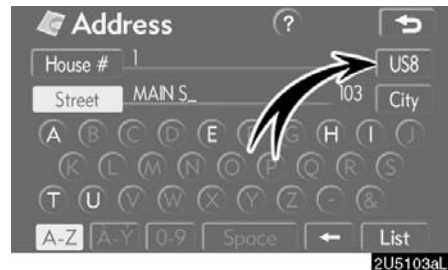 Address ?
House # 1 US8
Street MAIN S_ 103 City
A B C D E F G H I J
K L M N O P Q R S
T U V W X Y Z - &
A-Z À-Ý 0-9 Space ← List
2U5103aL